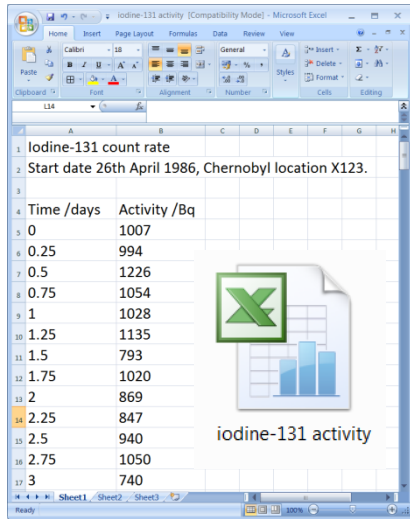 iodine-131 activity [Compatibility Mode] - Microsoft Excel
Home Insert Page Layout Formulas Data Review View
Paste
Calibri 18
General
Styles
Insert
Delete
Format
Clipboard Font Alignment Number Cells Editing
L14 fx
A B C D E F G H
1 Iodine-131 count rate
2 Start date 26th April 1986, Chernobyl location X123.
3
4 Time /days Activity /Bq
5 0 1007
6 0.25 994
7 0.5 1226
8 0.75 1054
9 1 1028
10 1.25 1135
11 1.5 793
12 1.75 1020
13 2 869
14 2.25 847
15 2.5 940
16 2.75 1050
17 3 740
iodine-131 activity
Sheet1 Sheet2 Sheet3
Ready 100%